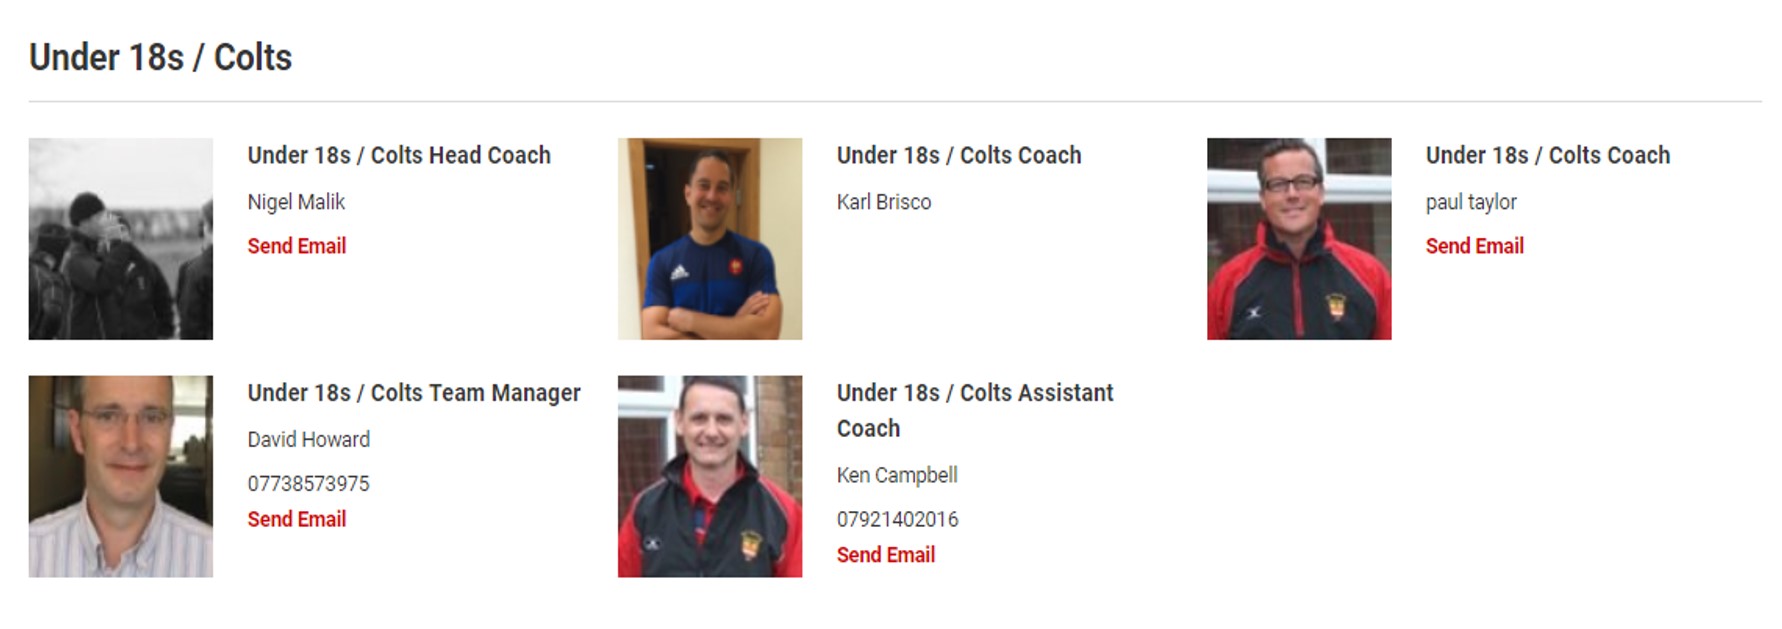 Under 18s / Colts
Under 18s / Colts Head Coach
Nigel Malik
Send Email
Under 18s / Colts Coach
Karl Brisco
Under 18s / Colts Coach
paul taylor
Send Email
Under 18s / Colts Team Manager
David Howard
07738573975
Send Email
Under 18s / Colts Assistant
Coach
Ken Campbell
07921402016
Send Email